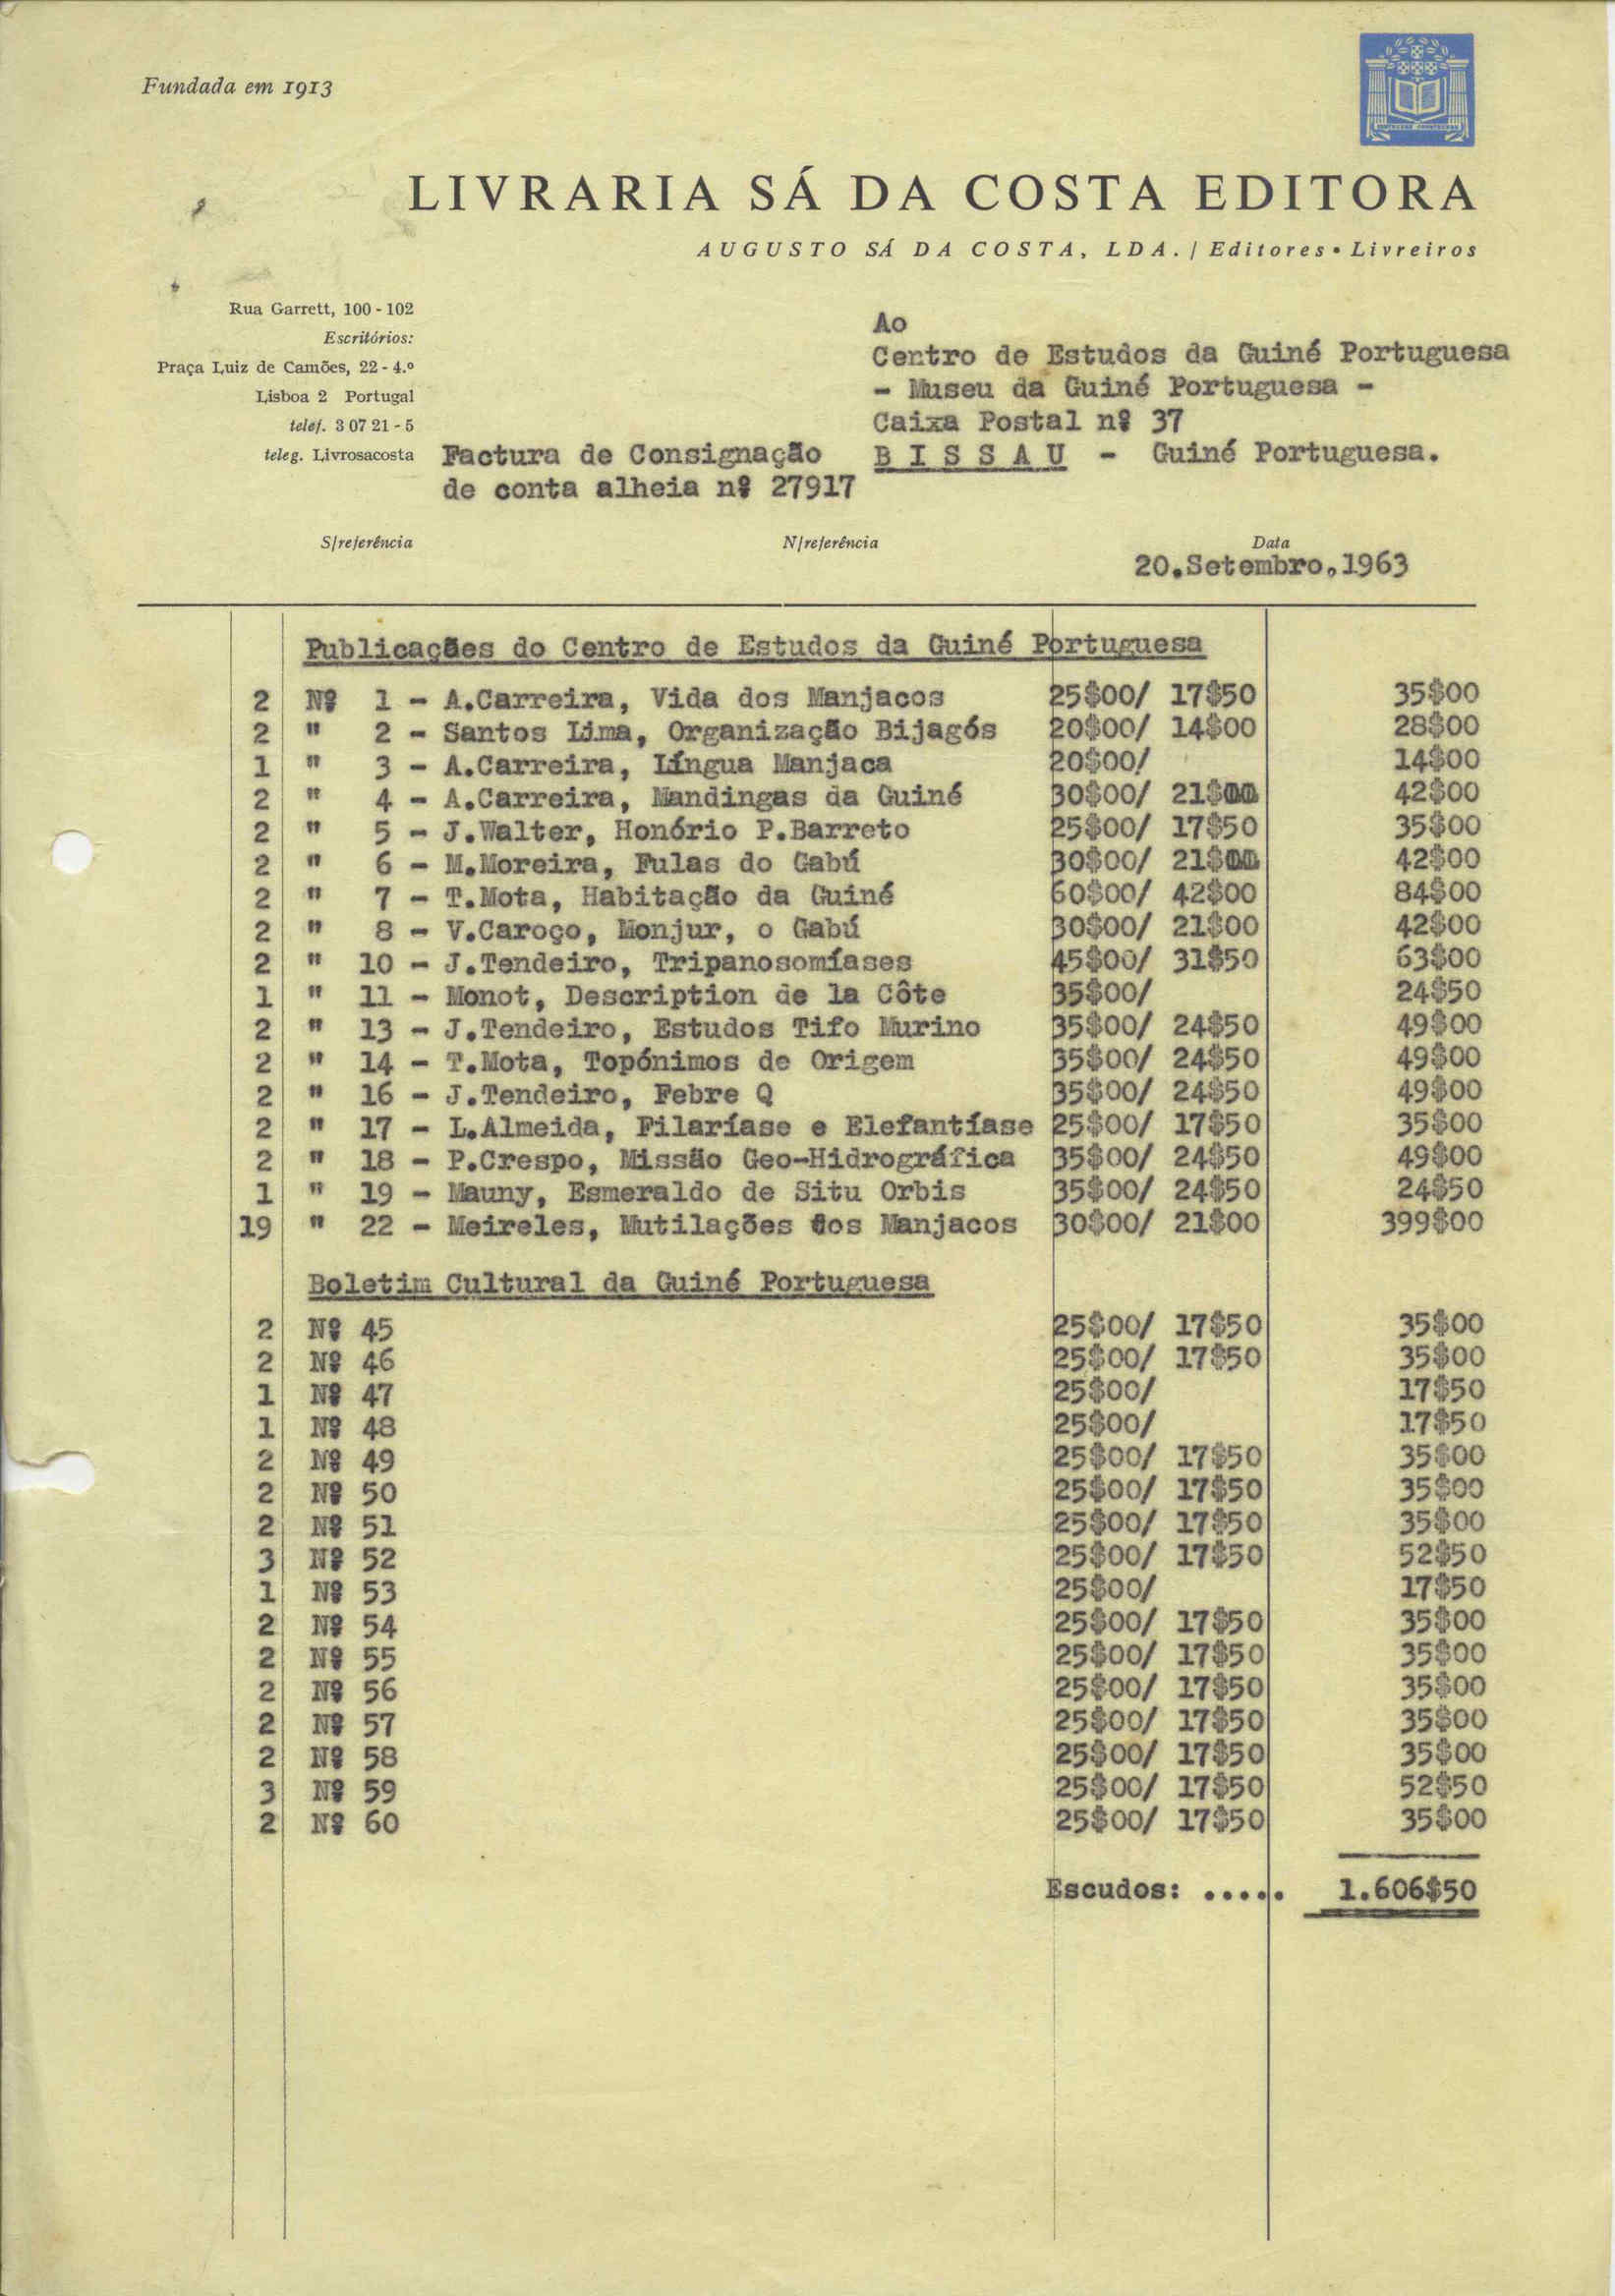 Fundada em 1913
LIVRARIA SÁ DA COSTA EDITORA
AUGUSTO SÁ DA COSTA, LDA. / Editores • Livreiros
Rua Garrett, 100 - 102
Escritórios:
Praça Luiz de Camões, 22 - 4.º
Lisboa 2 Portugal
telef. 3 07 21 - 5
teleg. Livrosacosta
Ao
Centro de Estudos da Guiné Portuguesa
- Museu da Guiné Portuguesa -
Caixa Postal nº 37
B I S S A U - Guiné Portuguesa.
Factura de Consignação
de conta alheia nº 27917
S/referência N/referência Data
20.Setembro.1963
Publicações do Centro de Estudos da Guiné Portuguesa
2 Nº 1 - A.Carreira, Vida dos Manjacos 25$00/ 17$50 35$00
2 " 2 - Santos Lima, Organização Bijagós 20$00/ 14$00 28$00
1 " 3 - A.Carreira, Língua Manjaca 20$00/ 14$00
2 " 4 - A.Carreira, Mandingas da Guiné 30$00/ 21$00 42$00
2 " 5 - J.Walter, Honório P.Barreto 25$00/ 17$50 35$00
2 " 6 - M.Moreira, Fulas do Gabú 30$00/ 21$00 42$00
2 " 7 - T.Mota, Habitação da Guiné 60$00/ 42$00 84$00
2 " 8 - V.Caroço, Monjur, o Gabú 30$00/ 21$00 42$00
2 " 10 - J.Tendeiro, Tripanosomíases 45$00/ 31$50 63$00
1 " 11 - Monot, Description de la Côte 35$00/ 24$50
2 " 13 - J.Tendeiro, Estudos Tifo Murino 35$00/ 24$50 49$00
2 " 14 - T.Mota, Topónimos de Origem 35$00/ 24$50 49$00
2 " 16 - J.Tendeiro, Febre Q 35$00/ 24$50 49$00
2 " 17 - L.Almeida, Filaríase e Elefantíase 25$00/ 17$50 35$00
2 " 18 - P.Crespo, Missão Geo-Hidrográfica 35$00/ 24$50 49$00
1 " 19 - Mauny, Esmeraldo de Situ Orbis 35$00/ 24$50 24$50
19 " 22 - Meireles, Mutilações dos Manjacos 30$00/ 21$00 399$00
Boletim Cultural da Guiné Portuguesa
2 Nº 45 25$00/ 17$50 35$00
2 Nº 46 25$00/ 17$50 35$00
1 Nº 47 25$00/ 17$50
1 Nº 48 25$00/ 17$50
2 Nº 49 25$00/ 17$50 35$00
2 Nº 50 25$00/ 17$50 35$00
2 Nº 51 25$00/ 17$50 35$00
3 Nº 52 25$00/ 17$50 52$50
1 Nº 53 25$00/ 17$50
2 Nº 54 25$00/ 17$50 35$00
2 Nº 55 25$00/ 17$50 35$00
2 Nº 56 25$00/ 17$50 35$00
2 Nº 57 25$00/ 17$50 35$00
2 Nº 58 25$00/ 17$50 35$00
3 Nº 59 25$00/ 17$50 52$50
2 Nº 60 25$00/ 17$50 35$00
Escudos: ..... 1.606$50